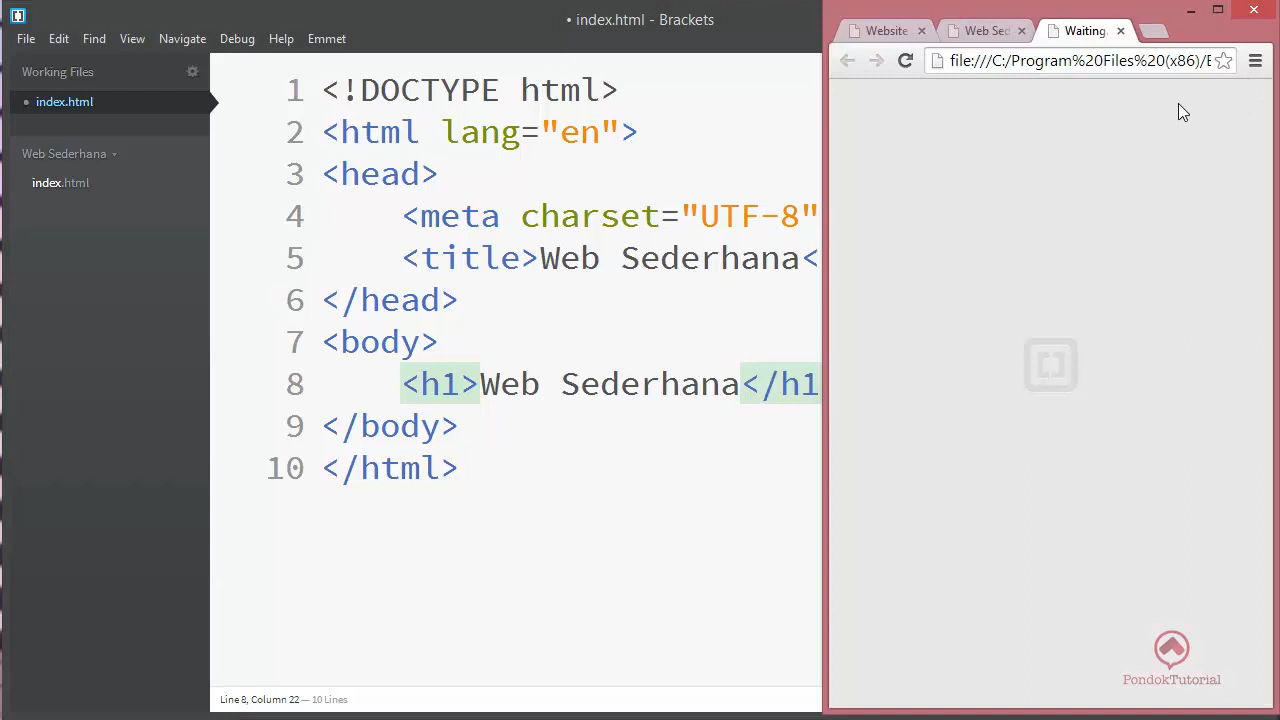 • index.html - Brackets
File Edit Find View Navigate Debug Help Emmet
Working Files
• index.html
Web Sederhana
index.html
1 <!DOCTYPE html>
2 <html lang="en">
3 <head>
4 <meta charset="UTF-8"
5 <title>Web Sederhana<
6 </head>
7 <body>
8 <h1>Web Sederhana</h1
9 </body>
10 </html>
Line 8, Column 22 — 10 Lines
Website Web Sed Waiting
file:///C:/Program%20Files%20(x86)/
PondokTutorial